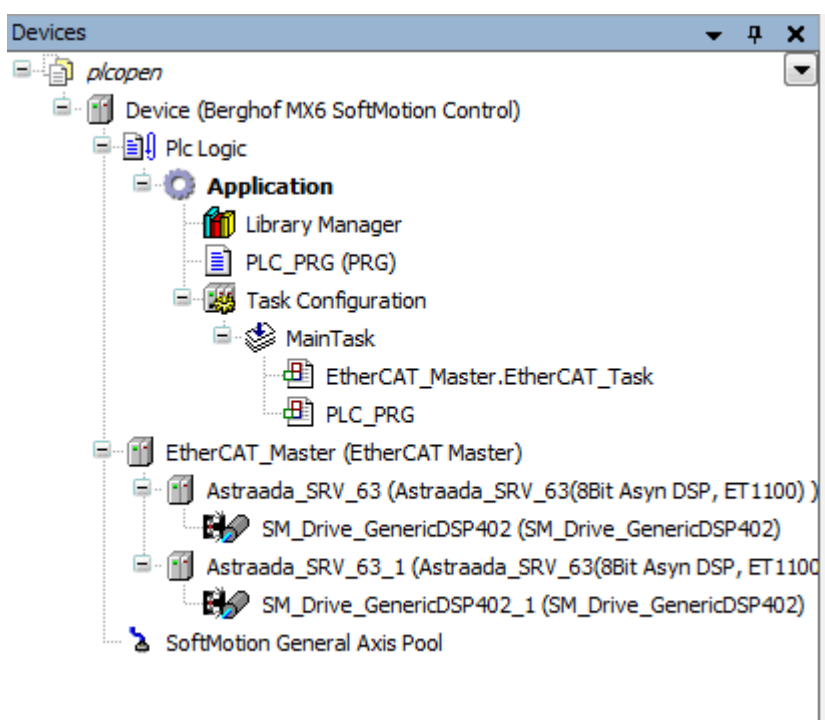 Devices
plcopen
Device (Berghof MX6 SoftMotion Control)
Plc Logic
Application
Library Manager
PLC_PRG (PRG)
Task Configuration
MainTask
EtherCAT_Master.EtherCAT_Task
PLC_PRG
EtherCAT_Master (EtherCAT Master)
Astraada_SRV_63 (Astraada_SRV_63(8Bit Asyn DSP, ET1100) )
SM_Drive_GenericDSP402 (SM_Drive_GenericDSP402)
Astraada_SRV_63_1 (Astraada_SRV_63(8Bit Asyn DSP, ET1100
SM_Drive_GenericDSP402_1 (SM_Drive_GenericDSP402)
SoftMotion General Axis Pool